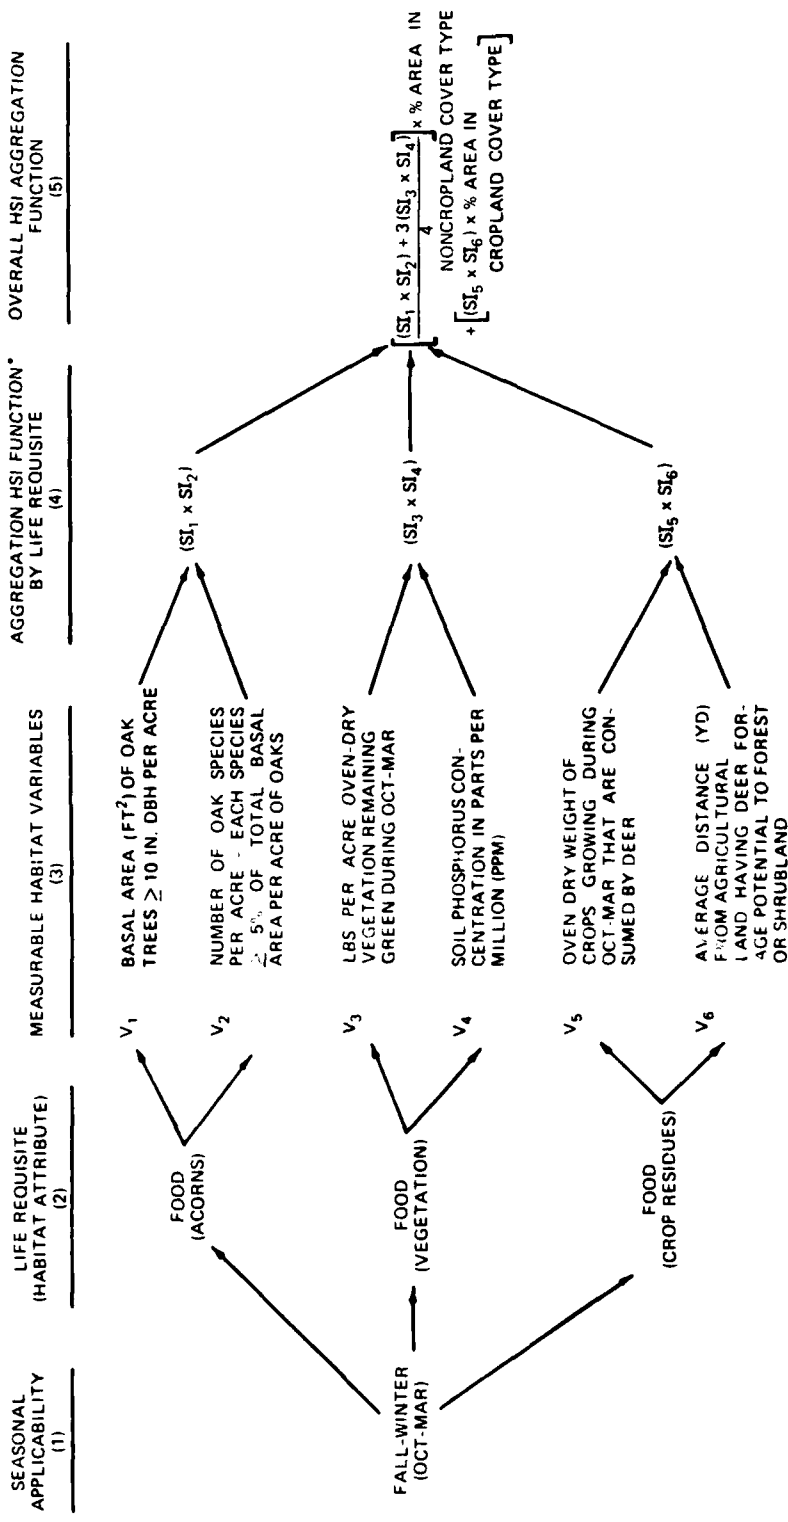 SEASONAL
APPLICABILITY
(1)
LIFE REQUISITE
(HABITAT ATTRIBUTE)
(2)
MEASURABLE HABITAT VARIABLES
(3)
AGGREGATION HSI FUNCTION*
BY LIFE REQUISITE
(4)
OVERALL HSI AGGREGATION
FUNCTION
(5)
FALL-WINTER
(OCT-MAR)
FOOD
(ACORNS)
FOOD
(VEGETATION)
FOOD
(CROP RESIDUES)
V1
BASAL AREA (FT²) OF OAK
TREES ≥ 10 IN. DBH PER ACRE
V2
NUMBER OF OAK SPECIES
PER ACRE - EACH SPECIES
≥ 5% OF TOTAL BASAL
AREA PER ACRE OF OAKS
V3
LBS PER ACRE OVEN-DRY
VEGETATION REMAINING
GREEN DURING OCT-MAR
V4
SOIL PHOSPHORUS CON-
CENTRATION IN PARTS PER
MILLION (PPM)
V5
OVEN DRY WEIGHT OF
CROPS GROWING DURING
OCT-MAR THAT ARE CON-
SUMED BY DEER
V6
AVERAGE DISTANCE (YD)
FROM AGRICULTURAL
LAND HAVING DEER FOR-
AGE POTENTIAL TO FOREST
OR SHRUBLAND
(SI1 x SI2)
(SI3 x SI4)
(SI5 x SI6)
[(SI1 x SI2) + 3(SI3 x SI4)] x % AREA IN
4
NONCROPLAND COVER TYPE
+ [(SI5 x SI6) x % AREA IN
CROPLAND COVER TYPE]